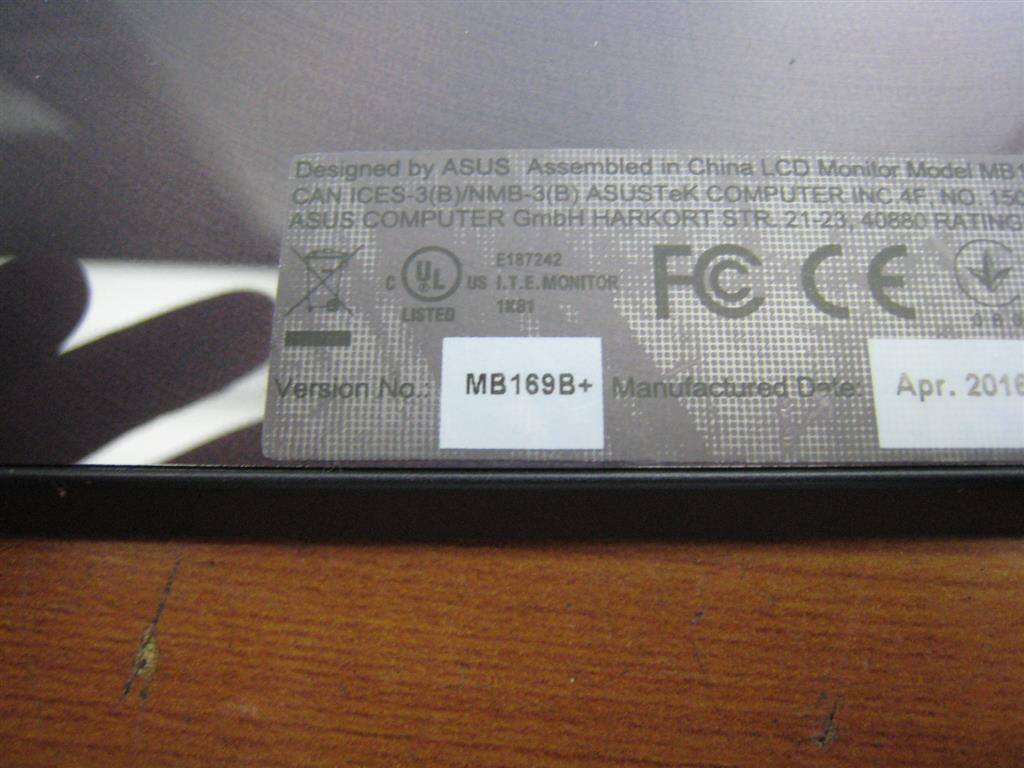 Designed by ASUS Assembled in China LCD Monitor Model MB1
CAN ICES-3(B)/NMB-3(B) ASUSTeK COMPUTER INC 4F, NO. 150
ASUS COMPUTER GmbH HARKORT STR. 21-23, 40880 RATING
C UL US LISTED
E187242
I.T.E. MONITOR
1K81
FC CE
Version No.: MB169B+ Manufactured Date: Apr. 2016